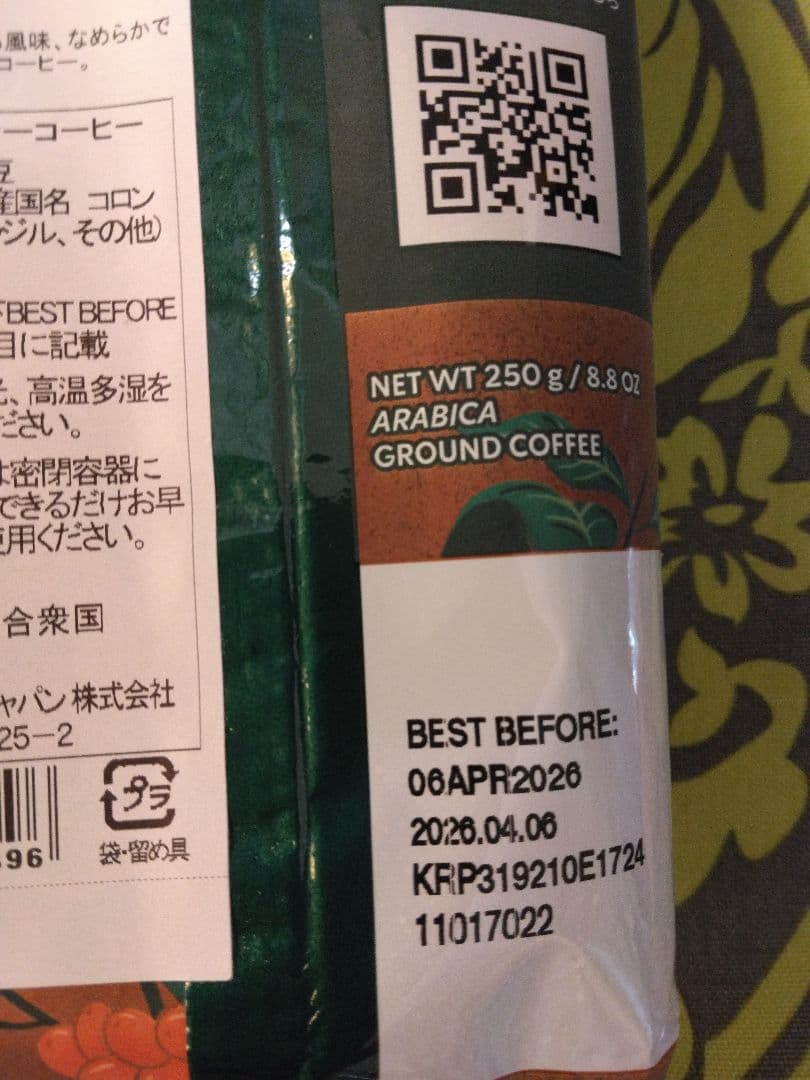 風味、なめらかで
コーヒー。
ーコーヒー
豆
産国名 コロン
ジル、その他)
BEST BEFORE
目に記載
、高温多湿を
ださい。
は密閉容器に
できるだけお早
使用ください。
合衆国
ャパン株式会社
25-2
96
プラ
袋・留め具
NET WT 250 g / 8.8 OZ
ARABICA
GROUND COFFEE
BEST BEFORE:
06APR2026
2026.04.06
KRP319210E1724
11017022